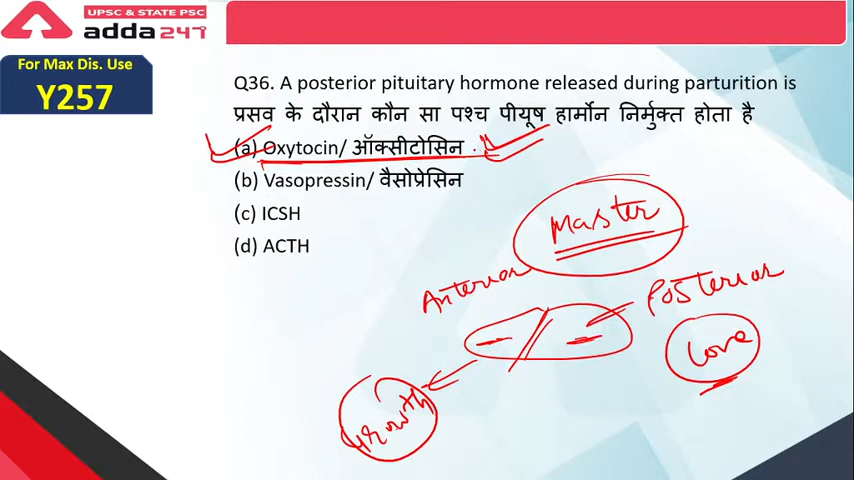 UPSC & STATE PSC
adda247
For Max Dis. Use
Y257
Q36. A posterior pituitary hormone released during parturition is
प्रसव के दौरान कौन सा पश्च पीयूष हार्मोन निर्मुक्त होता है
(a) Oxytocin/ ऑक्सीटोसिन
(b) Vasopressin/ वैसोप्रेसिन
(c) ICSH
(d) ACTH
Master
Anterior
Posterior
Love
Growth